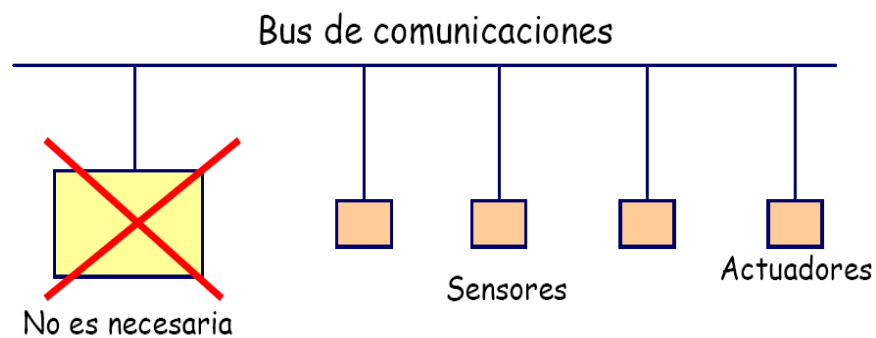 Bus de comunicaciones
Actuadores
Sensores
No es necesaria